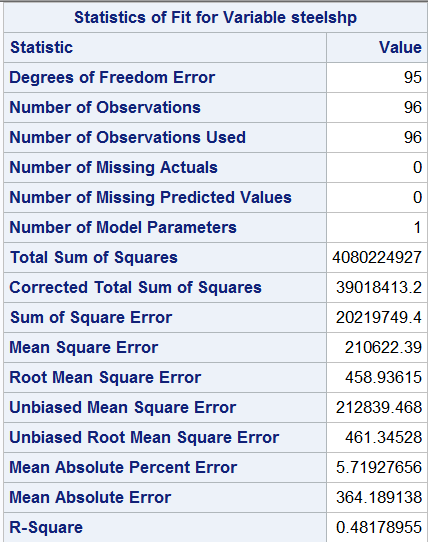 Statistics of Fit for Variable steelshp
Statistic Value
Degrees of Freedom Error 95
Number of Observations 96
Number of Observations Used 96
Number of Missing Actuals 0
Number of Missing Predicted Values 0
Number of Model Parameters 1
Total Sum of Squares 4080224927
Corrected Total Sum of Squares 39018413.2
Sum of Square Error 20219749.4
Mean Square Error 210622.39
Root Mean Square Error 458.93615
Unbiased Mean Square Error 212839.468
Unbiased Root Mean Square Error 461.34528
Mean Absolute Percent Error 5.71927656
Mean Absolute Error 364.189138
R-Square 0.48178955